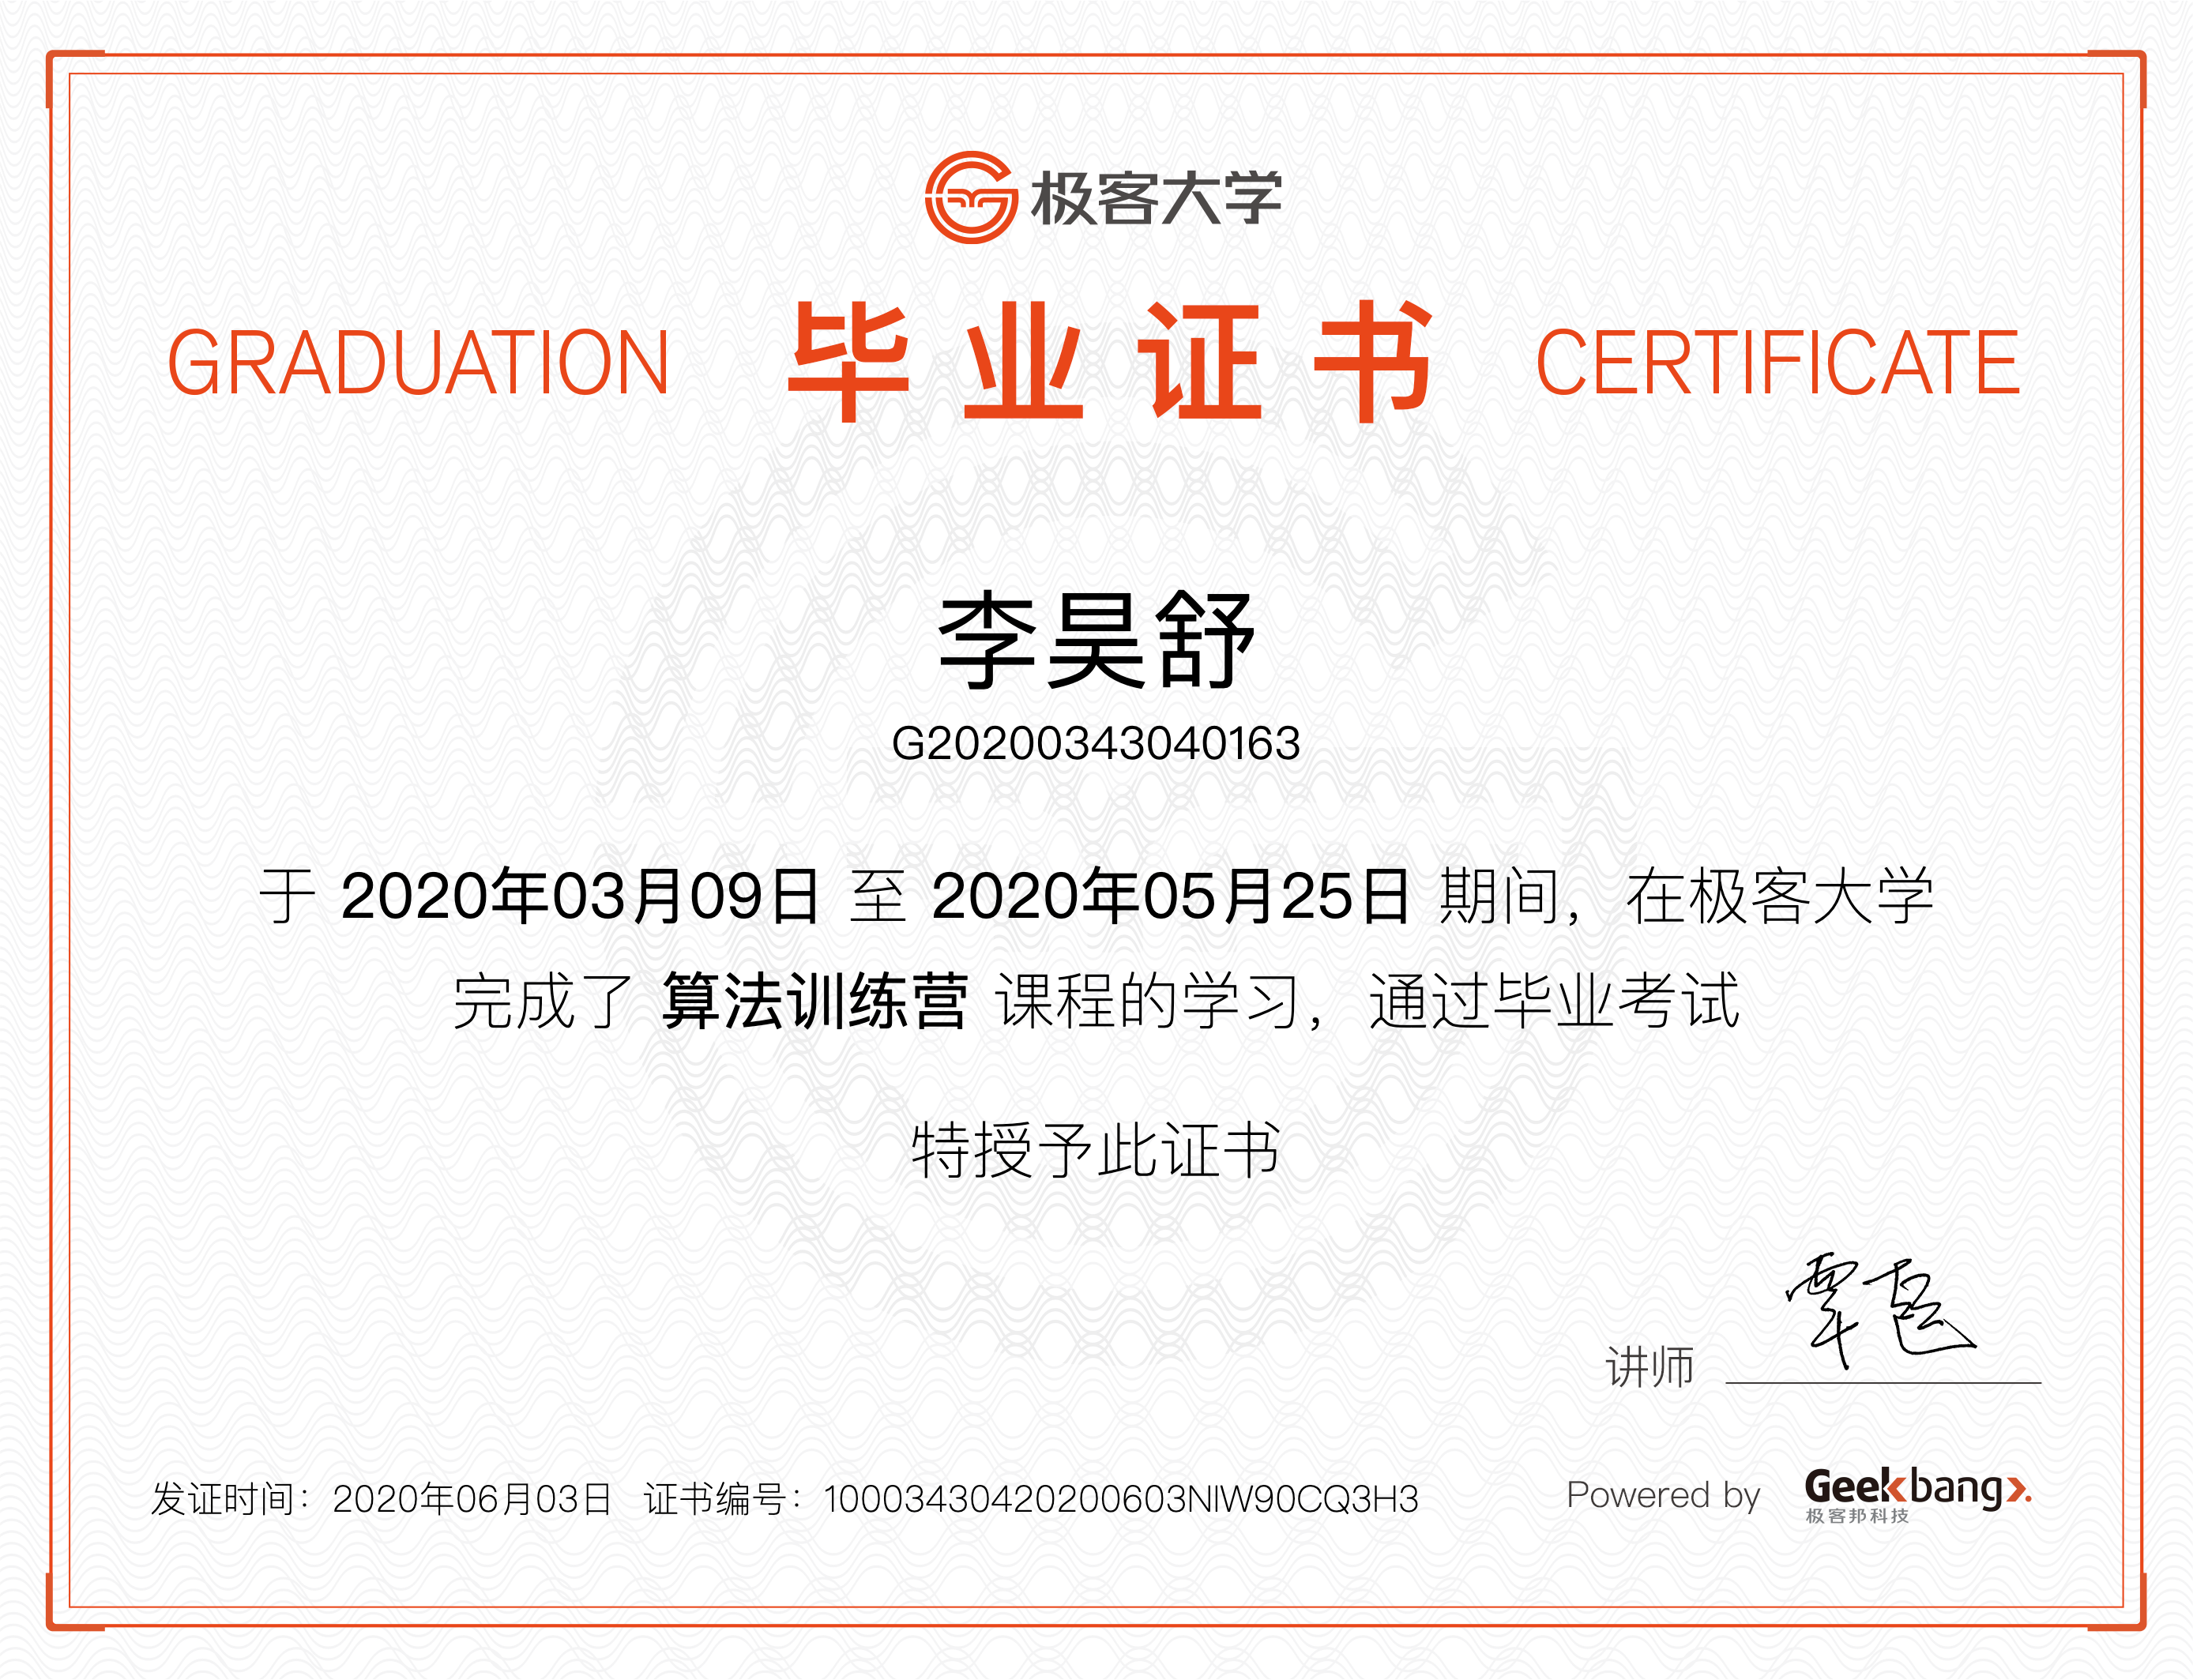 极客大学
GRADUATION 毕业证书 CERTIFICATE
李昊舒
G20200343040163
于 2020年03月09日 至 2020年05月25日 期间，在极客大学
完成了 算法训练营 课程的学习，通过毕业考试
特授予此证书
讲师 覃超
发证时间：2020年06月03日 证书编号：10003430420200603NIW90CQ3H3
Powered by Geekbang>.
极客邦科技